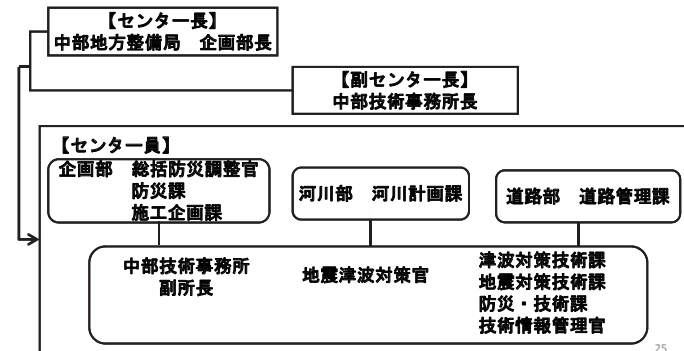 【センター長】
中部地方整備局　企画部長
【副センター長】
中部技術事務所長
【センター員】
企画部　総括防災調整官
防災課
施工企画課
河川部　河川計画課
道路部　道路管理課
中部技術事務所
副所長
地震津波対策官
津波対策技術課
地震対策技術課
防災・技術課
技術情報管理官
25